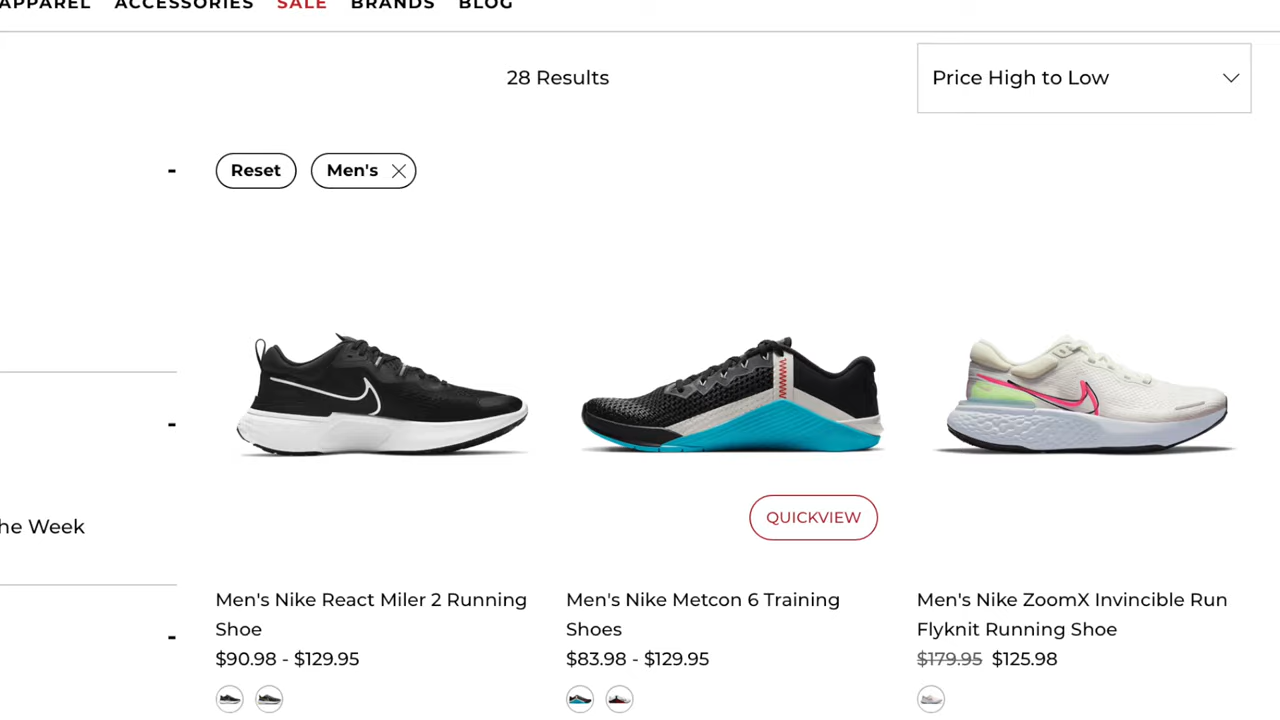 APPAREL ACCESSORIES SALE BRANDS BLOG
28 Results
Price High to Low
Reset
Men's
he Week
QUICKVIEW
Men's Nike React Miler 2 Running
Shoe
$90.98 - $129.95
Men's Nike Metcon 6 Training
Shoes
$83.98 - $129.95
Men's Nike ZoomX Invincible Run
Flyknit Running Shoe
$179.95 $125.98